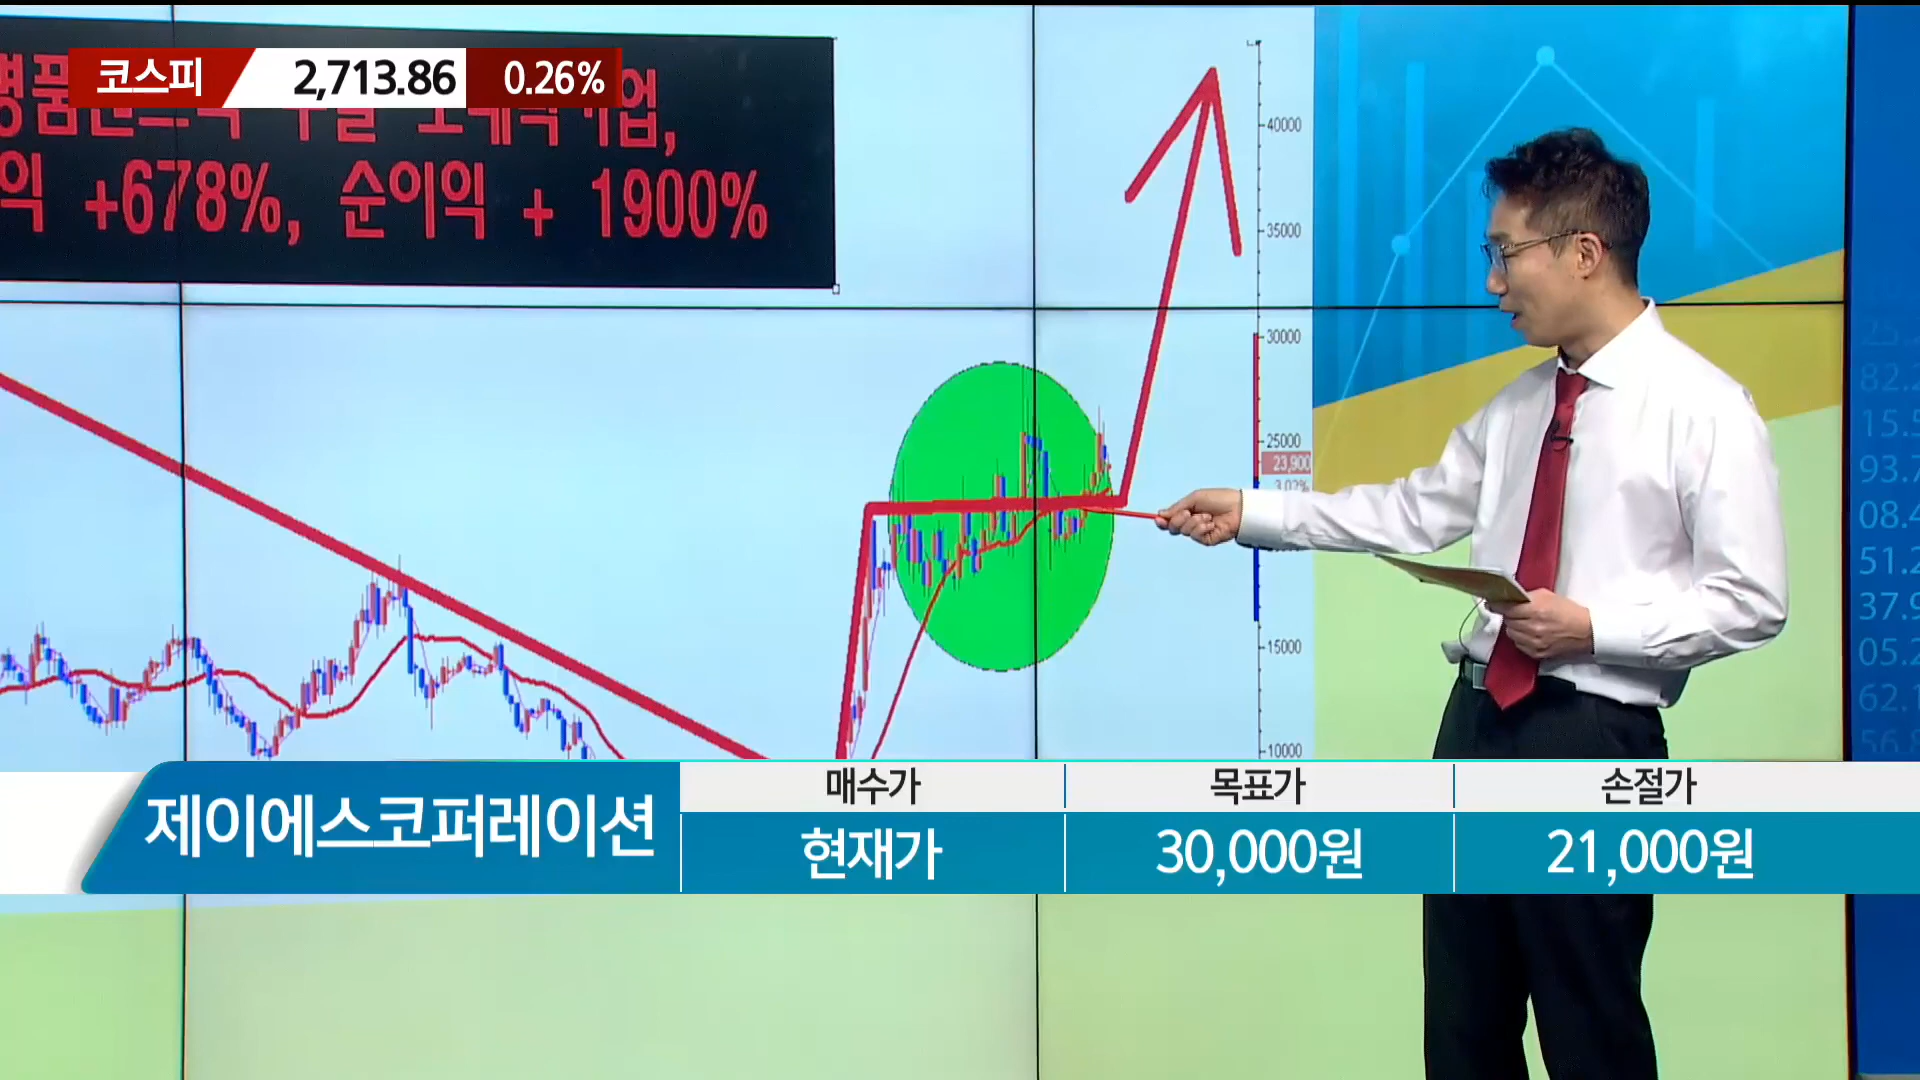 코스피 2,713.86 0.26%
익 +678%, 순이익 + 1900%
40000
35000
30000
25000
23,900
3.02%
15000
10000
제이에스코퍼레이션
매수가 목표가 손절가
현재가 30,000원 21,000원